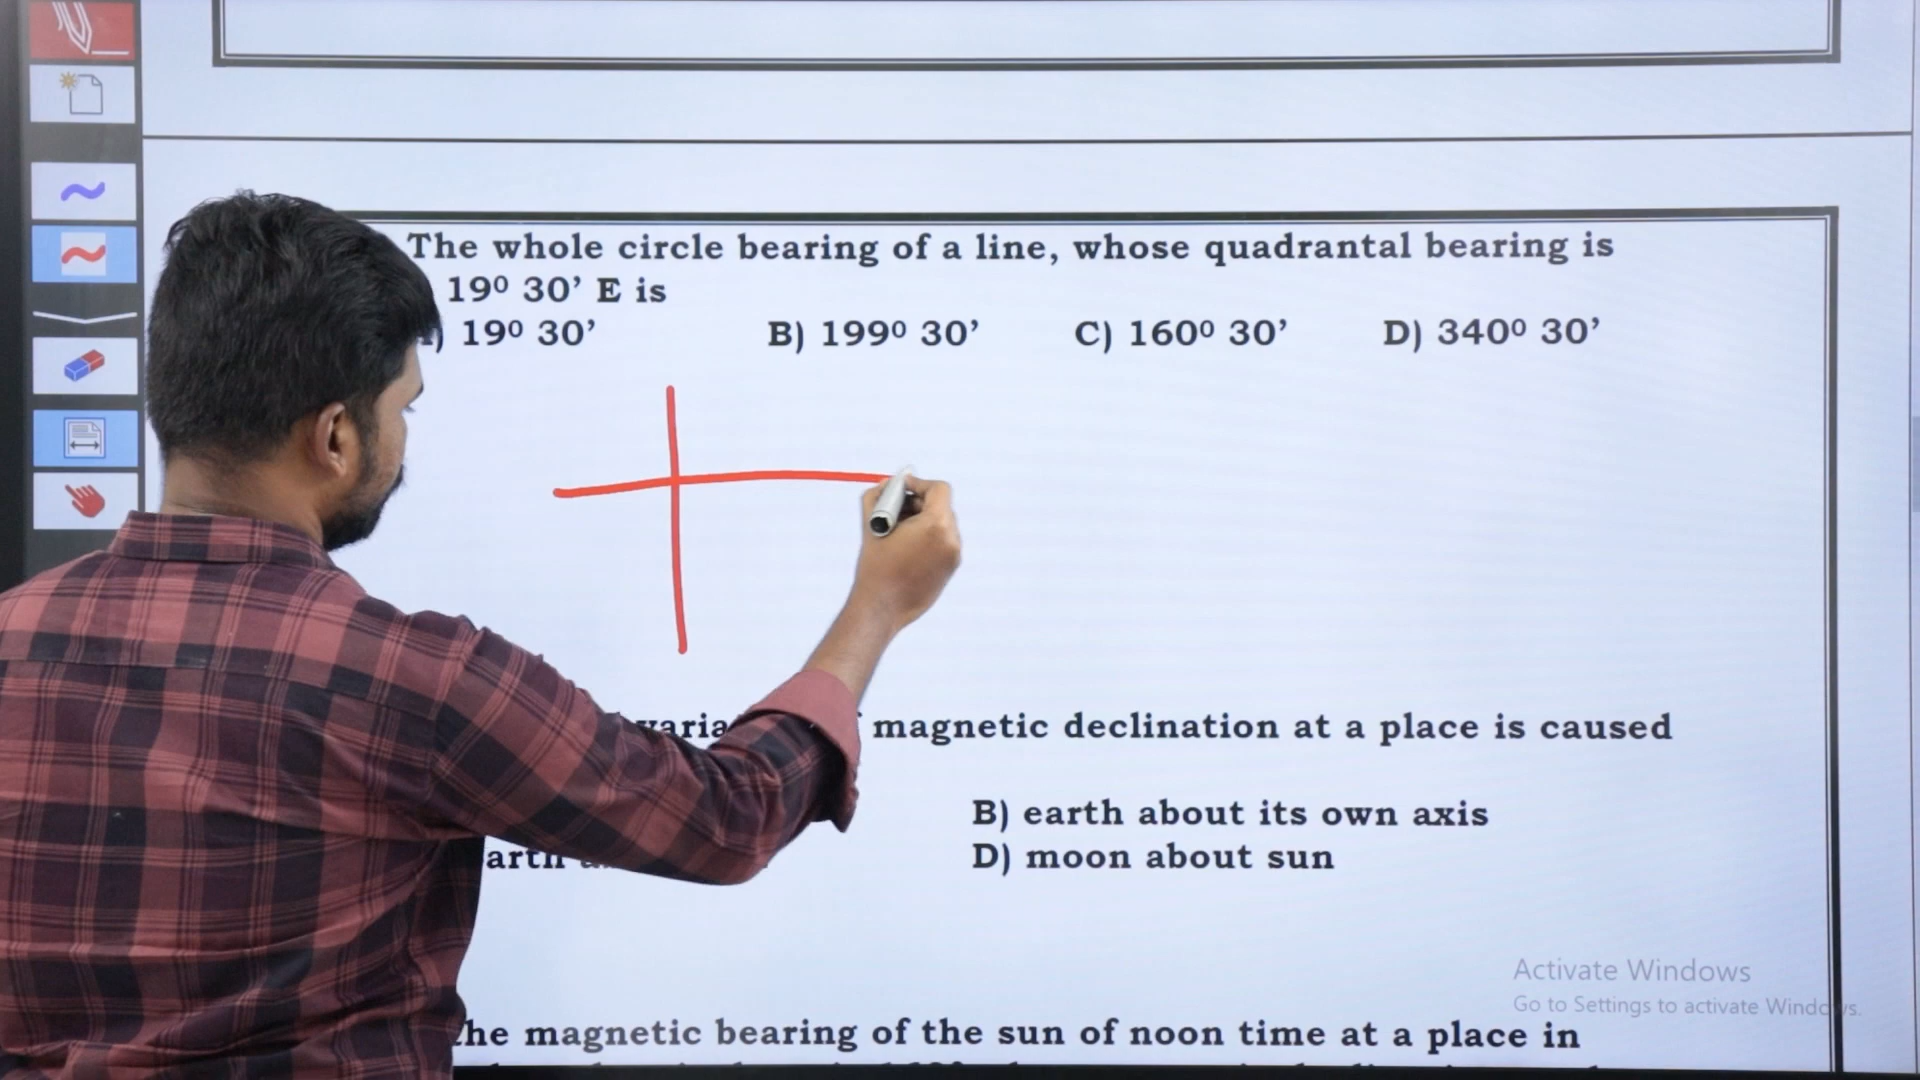 The whole circle bearing of a line, whose quadrantal bearing is
19⁰ 30’ E is
) 19⁰ 30’ B) 199⁰ 30’ C) 160⁰ 30’ D) 340⁰ 30’
magnetic declination at a place is caused
B) earth about its own axis
D) moon about sun
Activate Windows
Go to Settings to activate Windows.
he magnetic bearing of the sun of noon time at a place in